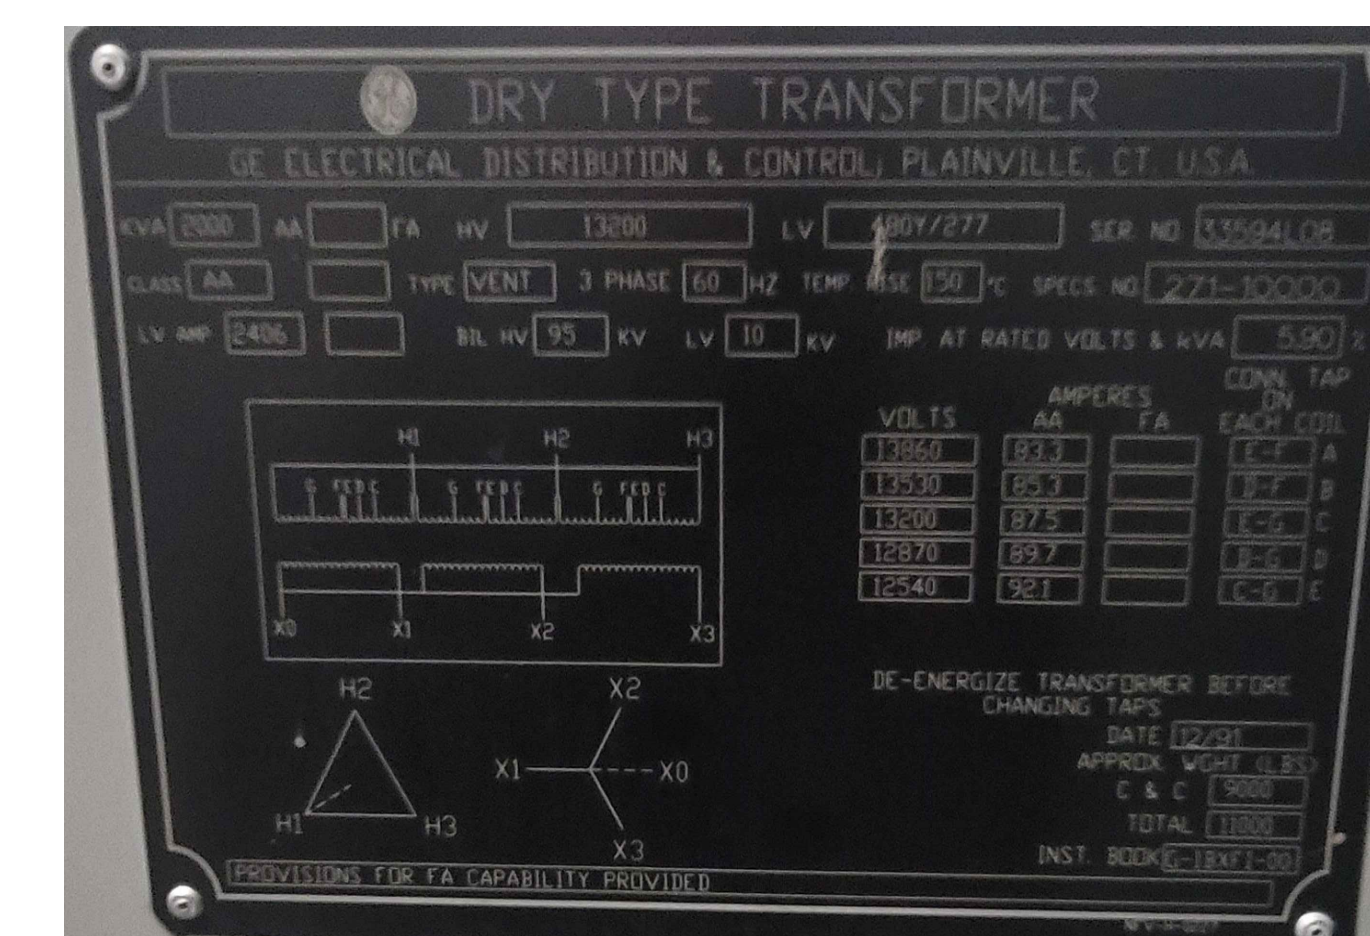 DRY TYPE TRANSFORMER
GE ELECTRICAL DISTRIBUTION & CONTROL, PLAINVILLE, CT. U.S.A.
KVA 2000 AA FA HV 13200 LV 480Y/277 SER. NO 33594L08
CLASS AA TYPE VENT 3 PHASE 60 HZ TEMP. RISE 150 °C SPECS NO 271-10000
LV AMP. 2406 BIL HV 95 KV LV 10 KV IMP. AT RATED VOLTS & kVA 5.90 %
CONN. TAP
AMPERES ON
VOLTS AA FA EACH COIL
13860 83.3 E-F A
13530 85.3 D-F B
13200 87.5 E-G C
12870 89.7 D-G D
12540 92.1 C-G E
H1 H2 H3
G F E D C G F E D C G F E D C
X0 X1 X2 X3
H2 X2
X1 X0
H1 H3
X3
DE-ENERGIZE TRANSFORMER BEFORE
CHANGING TAPS
DATE 12/91
APPROX. WGHT (LBS)
C & C 9000
TOTAL 11000
INST. BOOK
PROVISIONS FOR FA CAPABILITY PROVIDED